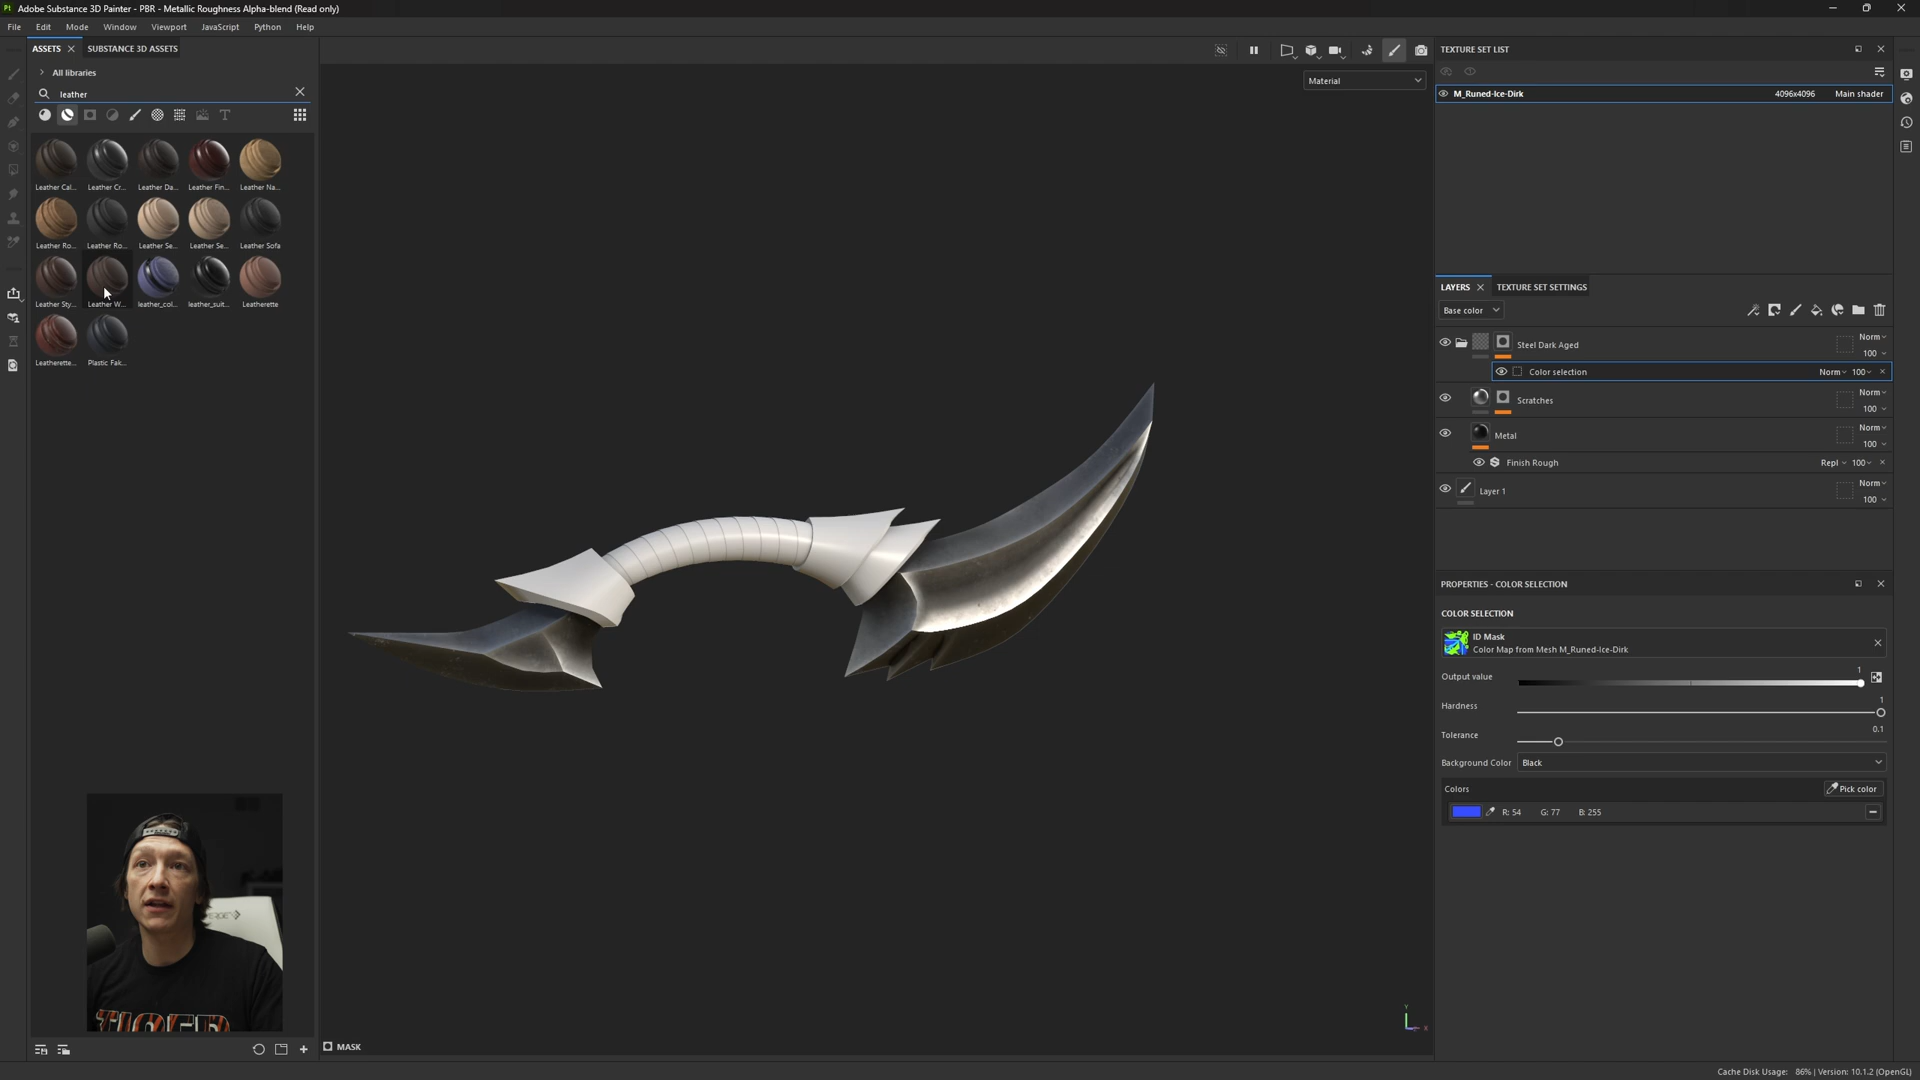 Pt Adobe Substance 3D Painter - PBR - Metallic Roughness Alpha-blend (Read only)
File Edit Mode Window Viewport JavaScript Python Help
ASSETS SUBSTANCE 3D ASSETS
All libraries
leather
Leather Cal... Leather Cr... Leather Da... Leather Fin... Leather Na...
Leather Ro... Leather Ro... Leather Se... Leather Se... Leather Sofa
Leather Sty... Leather W... leather_col... leather_suit... Leatherette
Leatherette... Plastic Fak...
Material
MASK
Y
X
TEXTURE SET LIST
M_Runed-Ice-Dirk 4096x4096 Main shader
LAYERS TEXTURE SET SETTINGS
Base color
Steel Dark Aged Norm 100
Color selection Norm 100
Scratches Norm 100
Metal Norm 100
Finish Rough Repl 100
Layer 1 Norm 100
PROPERTIES - COLOR SELECTION
COLOR SELECTION
ID Mask
Color Map from Mesh M_Runed-Ice-Dirk
Output value 1
Hardness 1
Tolerance 0.1
Background Color Black
Colors Pick color
R: 54 G: 77 B: 255
Cache Disk Usage: 86% | Version: 10.1.2 (OpenGL)